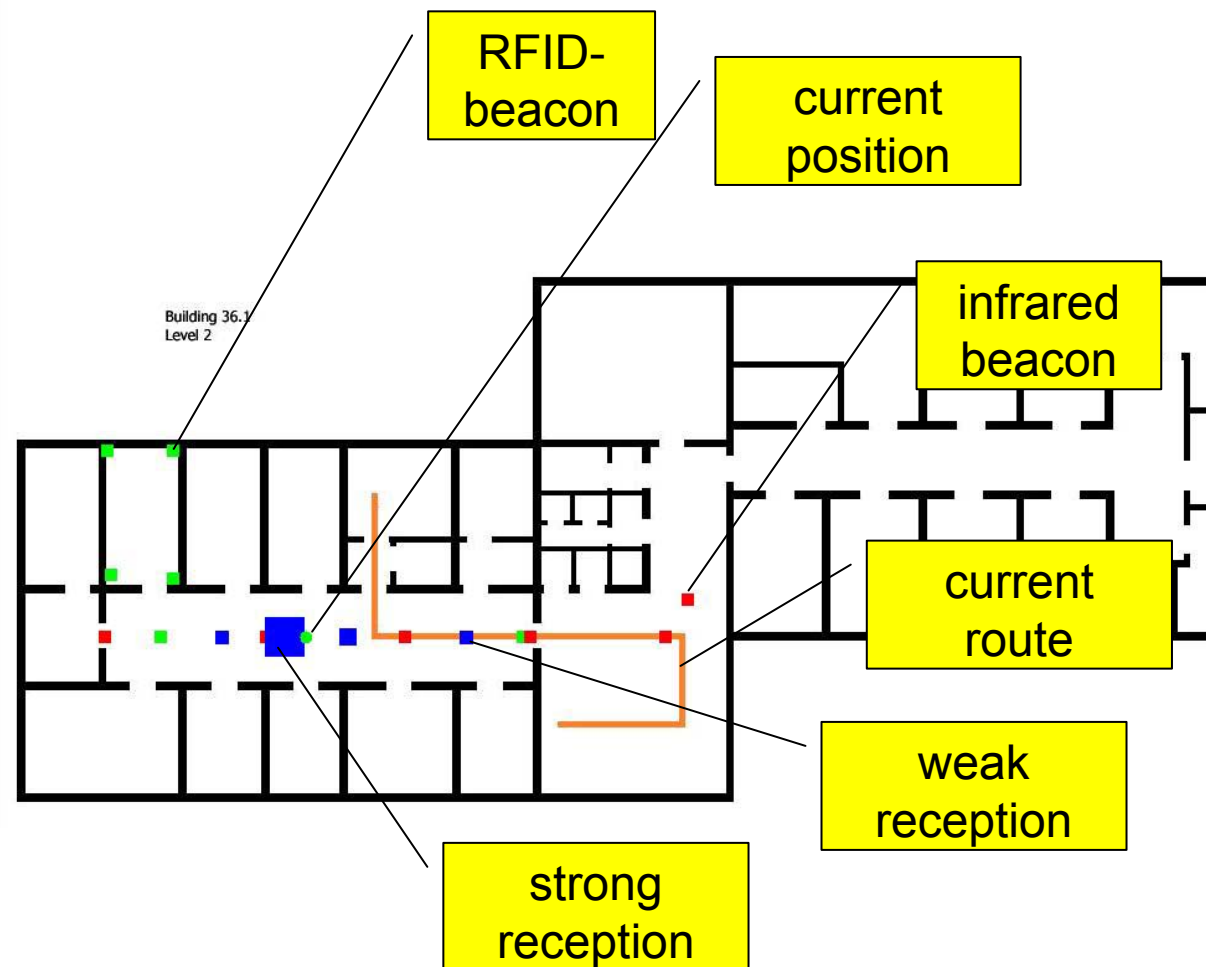 RFID-
beacon
current
position
infrared
beacon
Building 36.1
Level 2
current
route
weak
reception
strong
reception